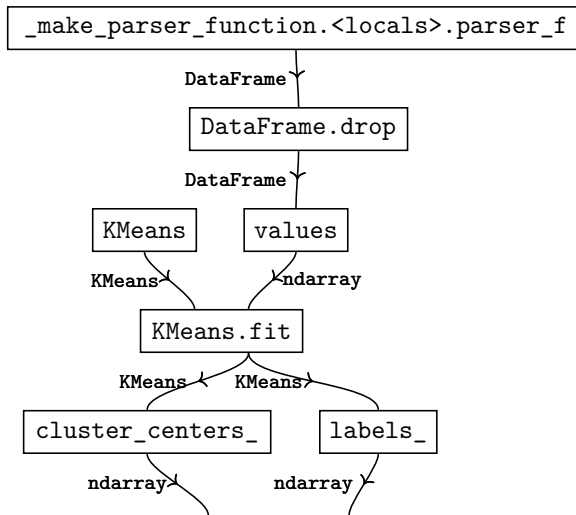 _make_parser_function.<locals>.parser_f
DataFrame
DataFrame.drop
DataFrame
KMeans
values
KMeans
ndarray
KMeans.fit
KMeans
KMeans
cluster_centers_
labels_
ndarray
ndarray